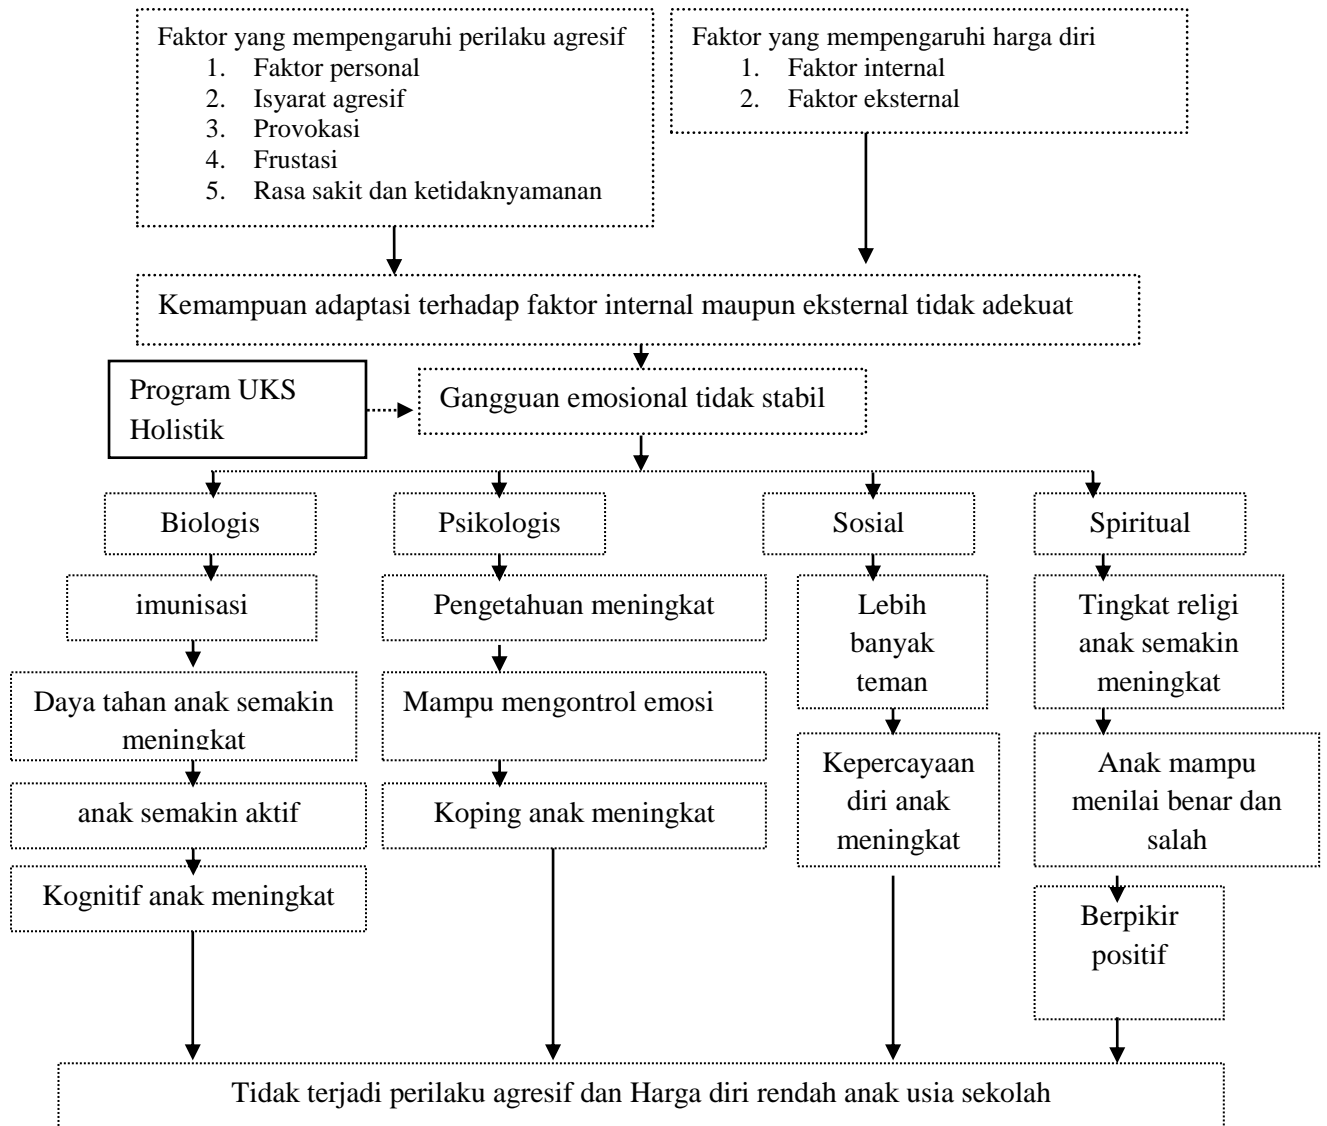 Faktor yang mempengaruhi perilaku agresif
1. Faktor personal
2. Isyarat agresif
3. Provokasi
4. Frustasi
5. Rasa sakit dan ketidaknyamanan
Faktor yang mempengaruhi harga diri
1. Faktor internal
2. Faktor eksternal
Kemampuan adaptasi terhadap faktor internal maupun eksternal tidak adekuat
Program UKS
Holistik
Gangguan emosional tidak stabil
Biologis
Psikologis
Sosial
Spiritual
imunisasi
Pengetahuan meningkat
Lebih
banyak
teman
Tingkat religi
anak semakin
meningkat
Daya tahan anak semakin
meningkat
Mampu mengontrol emosi
Kepercayaan
diri anak
meningkat
Anak mampu
menilai benar dan
salah
anak semakin aktif
Koping anak meningkat
Kognitif anak meningkat
Berpikir
positif
Tidak terjadi perilaku agresif dan Harga diri rendah anak usia sekolah